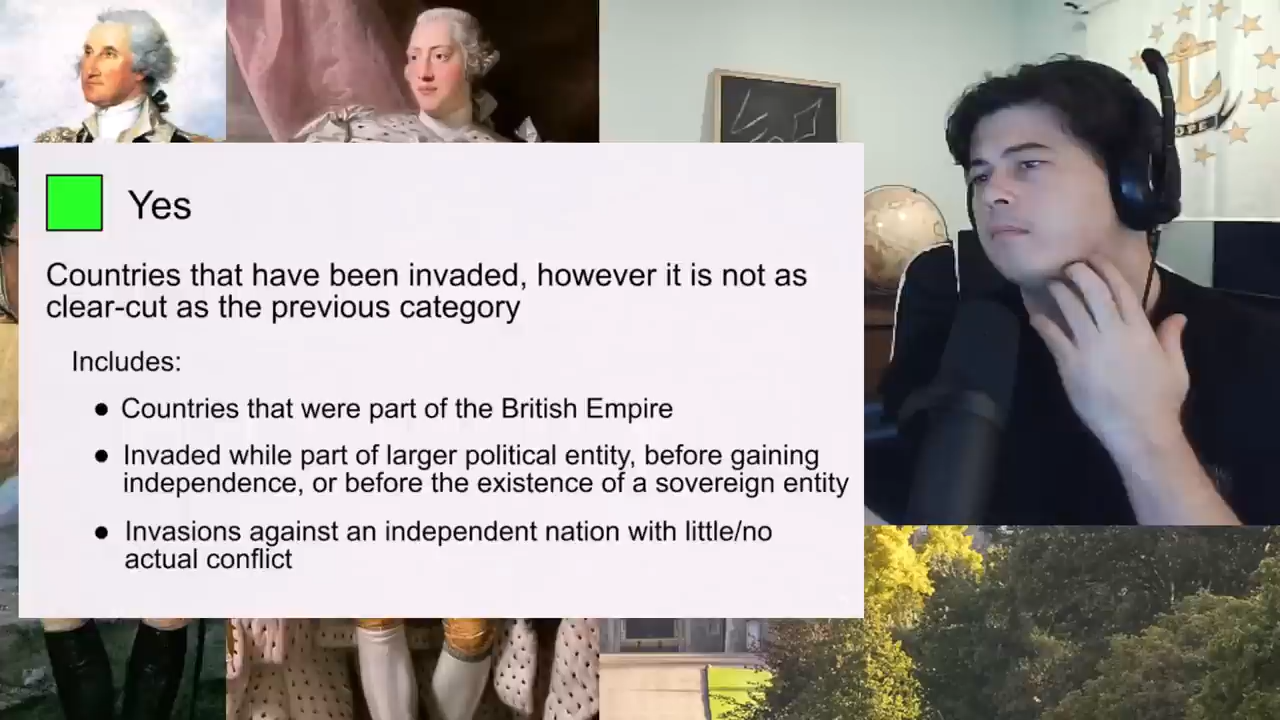 Yes
Countries that have been invaded, however it is not as
clear-cut as the previous category
Includes:
● Countries that were part of the British Empire
● Invaded while part of larger political entity, before gaining
independence, or before the existence of a sovereign entity
● Invasions against an independent nation with little/no
actual conflict
OPE